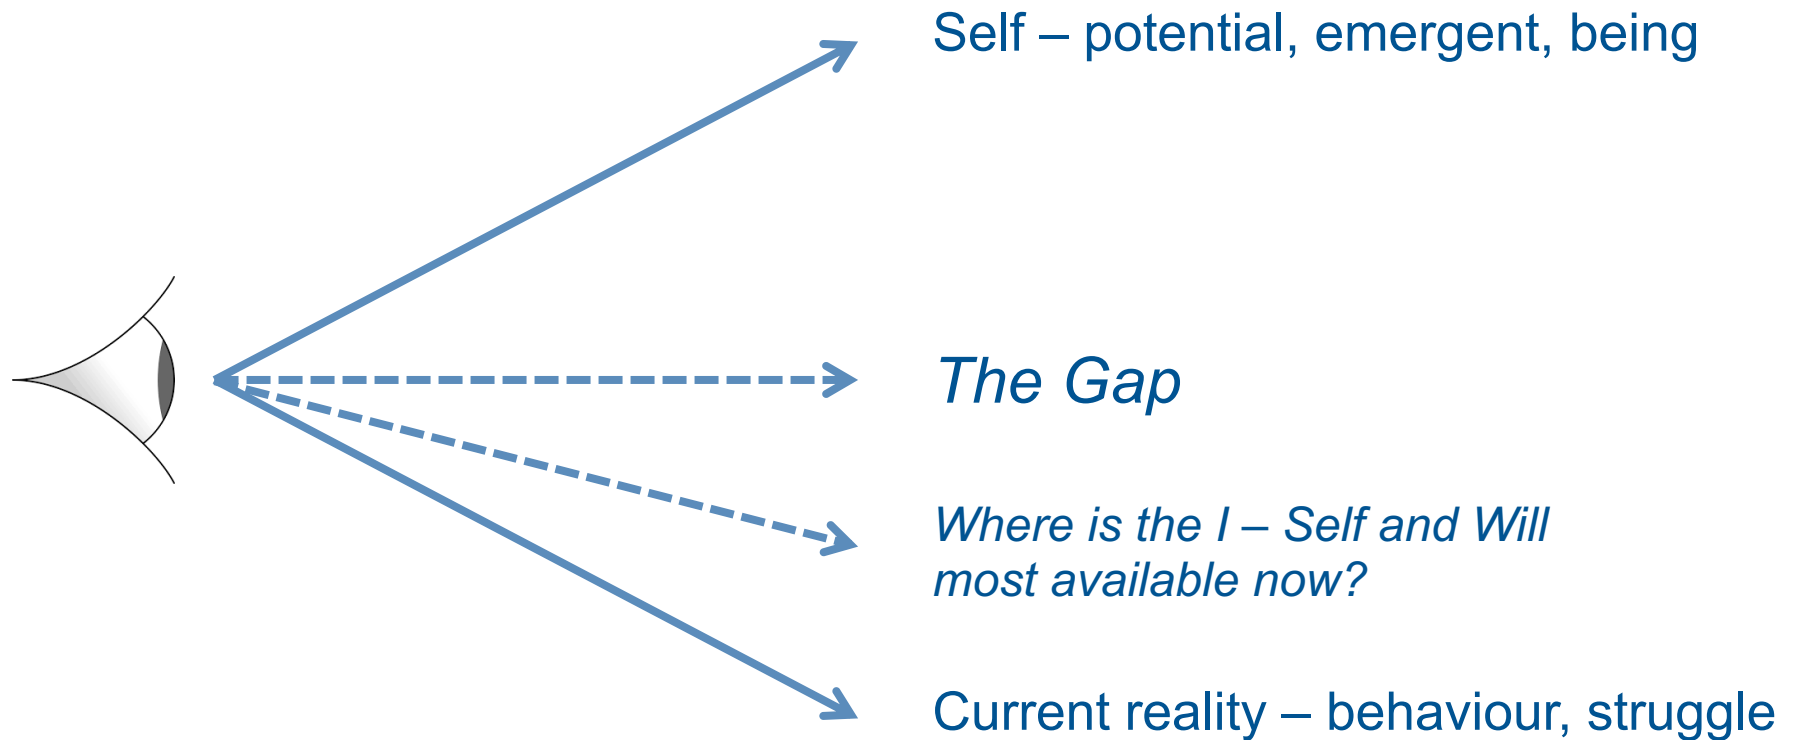 Self – potential, emergent, being
The Gap
Where is the I – Self and Will
most available now?
Current reality – behaviour, struggle